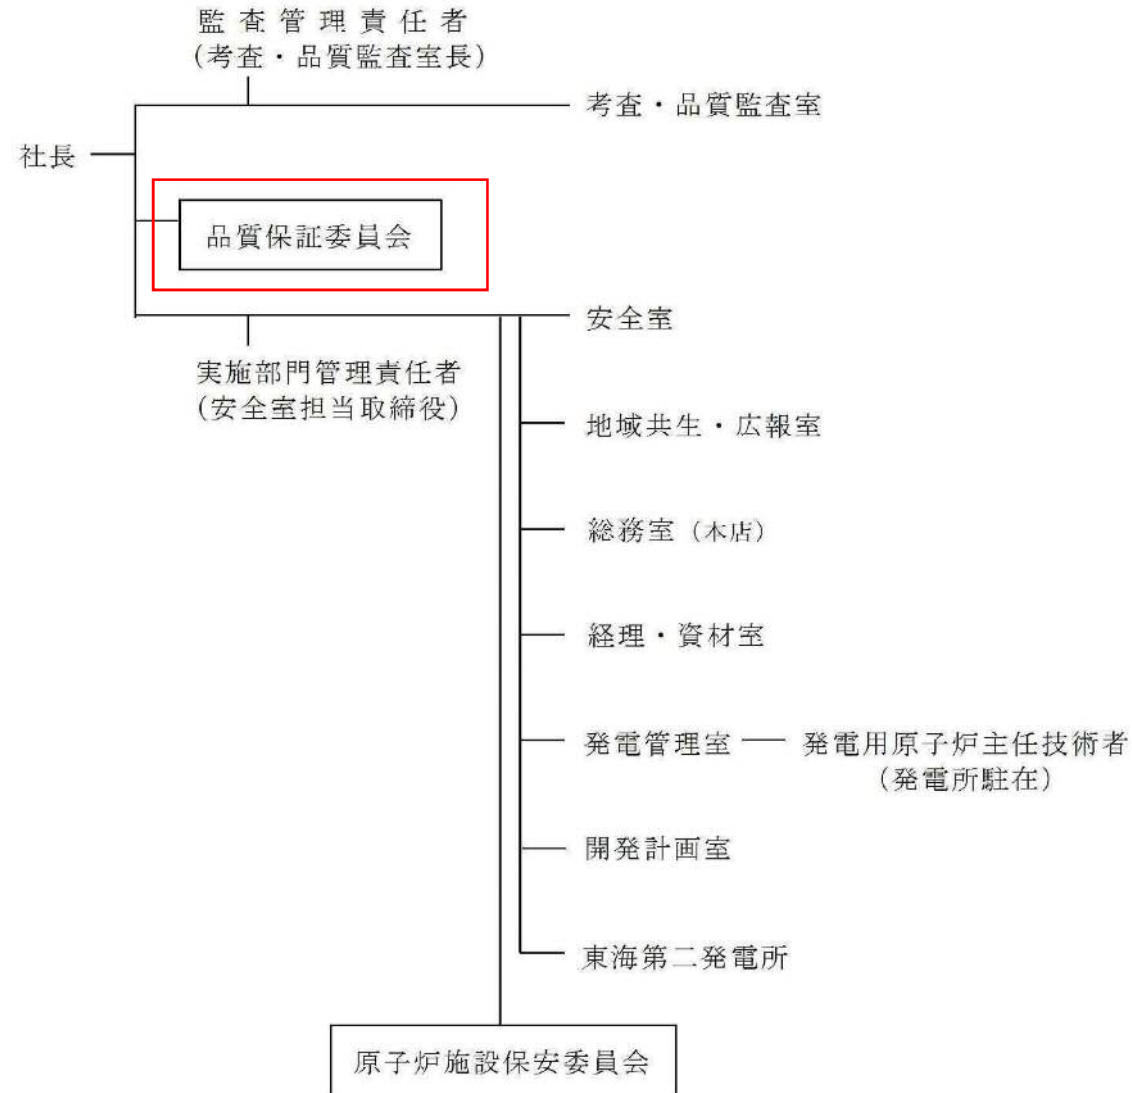 監査管理責任者
（考査・品質監査室長）
考査・品質監査室
社長
品質保証委員会
安全室
実施部門管理責任者
（安全室担当取締役）
地域共生・広報室
総務室（本店）
経理・資材室
発電管理室
発電用原子炉主任技術者
（発電所駐在）
開発計画室
東海第二発電所
原子炉施設保安委員会